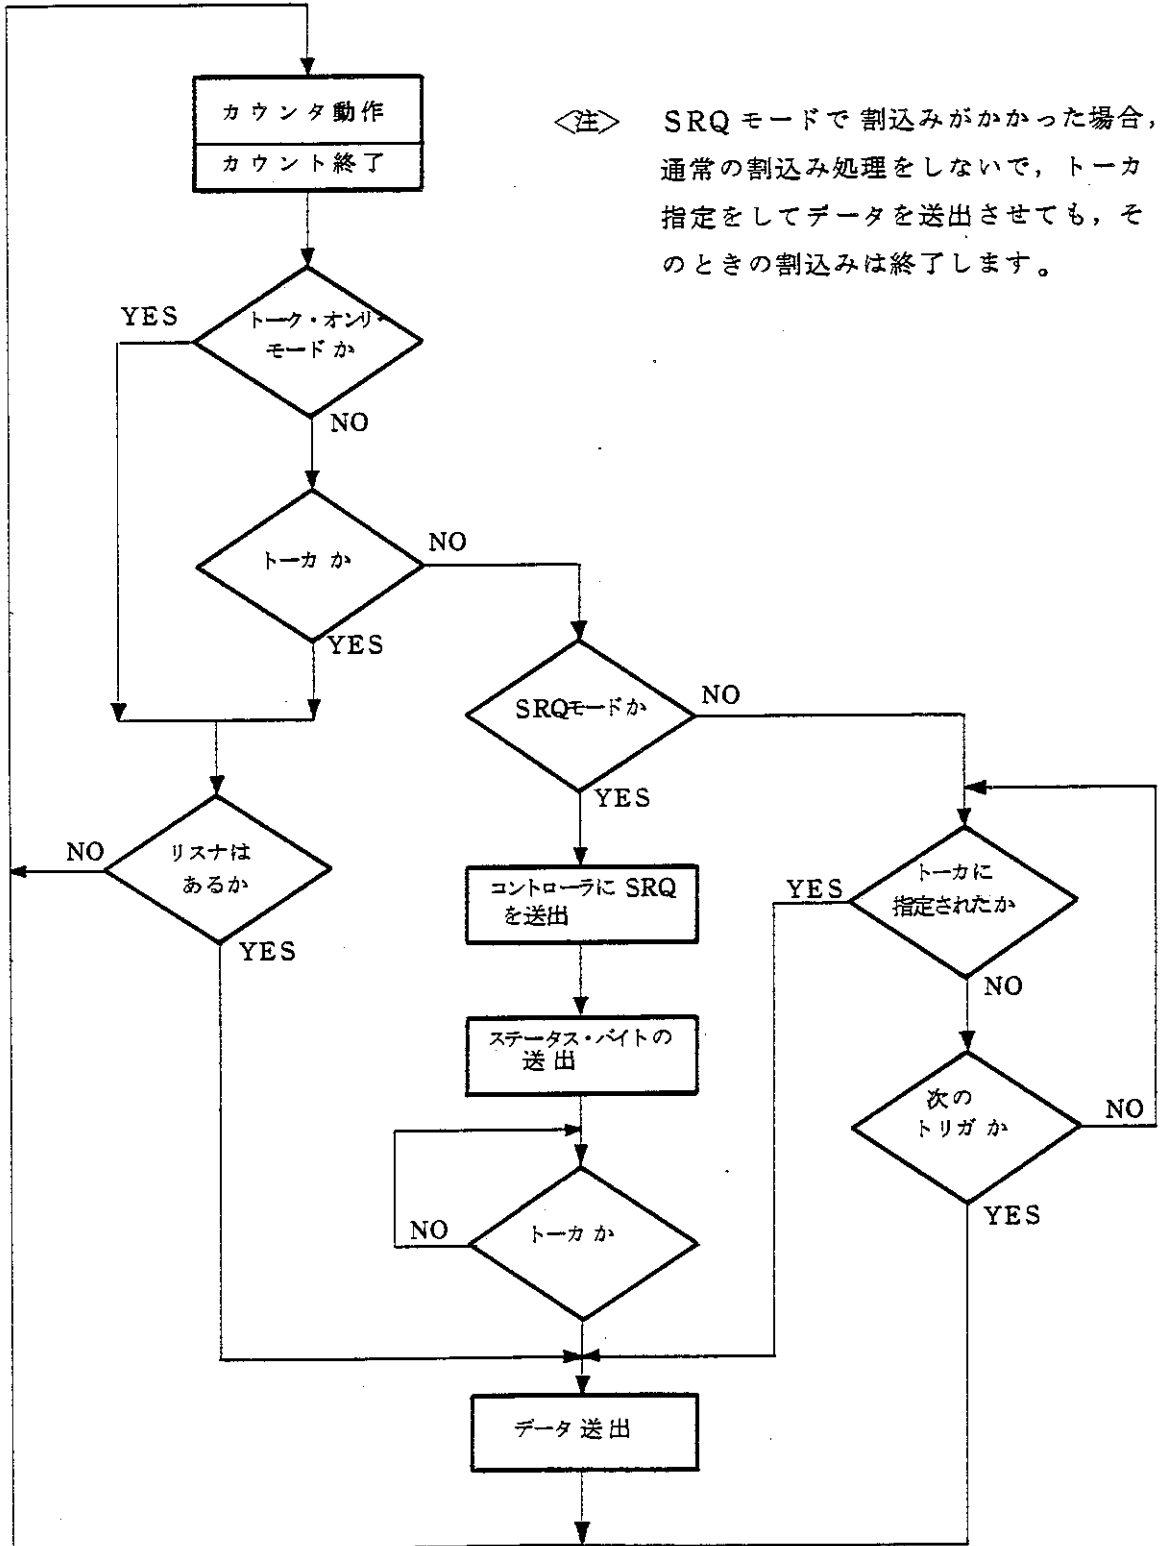 カウンタ動作
カウント終了
<注> SRQ モードで割込みがかかった場合,
通常の割込み処理をしないで, トーカ
指定をしてデータを送出させても, そ
のときの割込みは終了します。
YES
トーク・オンリ・
モードか
NO
トーカ か
NO
YES
SRQモードか
NO
YES
NO
リスナは
あるか
YES
コントローラに SRQ
を送出
YES
トーカに
指定されたか
NO
ステータス・バイトの
送出
次の
トリガか
NO
YES
NO
トーカ か
データ送出